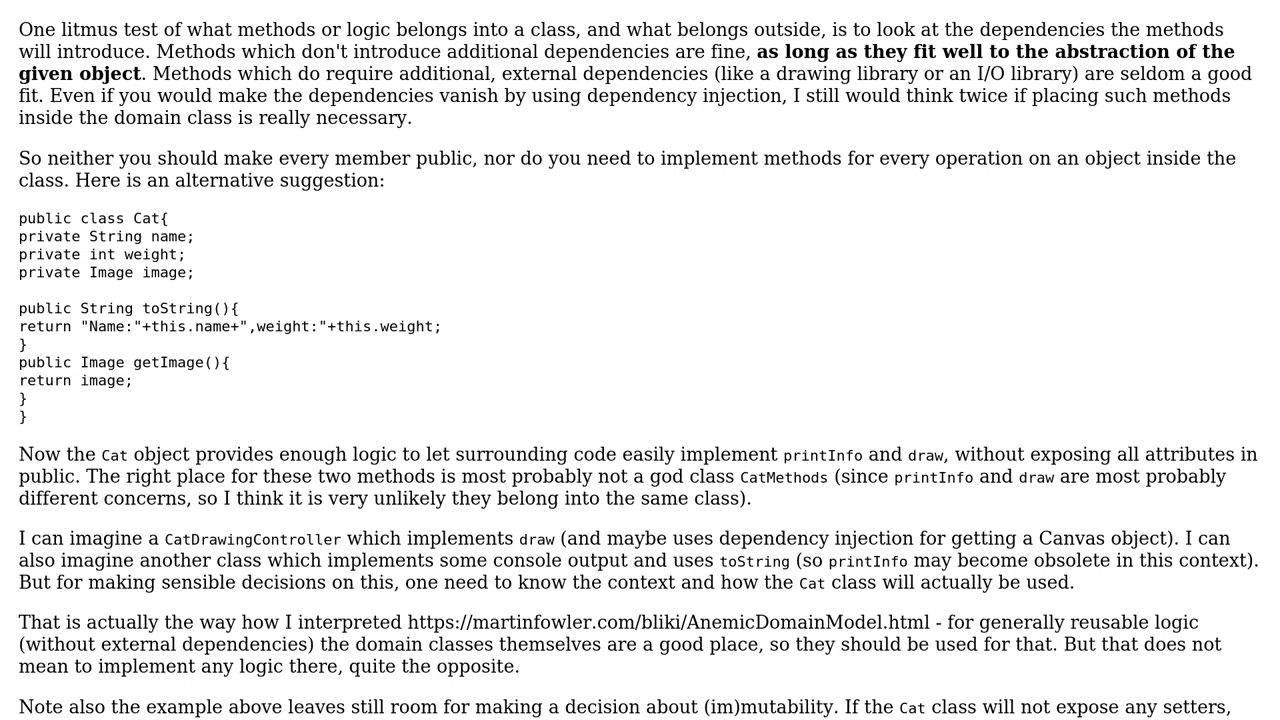 One litmus test of what methods or logic belongs into a class, and what belongs outside, is to look at the dependencies the methods
will introduce. Methods which don't introduce additional dependencies are fine, as long as they fit well to the abstraction of the
given object. Methods which do require additional, external dependencies (like a drawing library or an I/O library) are seldom a good
fit. Even if you would make the dependencies vanish by using dependency injection, I still would think twice if placing such methods
inside the domain class is really necessary.
So neither you should make every member public, nor do you need to implement methods for every operation on an object inside the
class. Here is an alternative suggestion:
public class Cat{
private String name;
private int weight;
private Image image;
public String toString(){
return "Name:"+this.name+",weight:"+this.weight;
}
public Image getImage(){
return image;
}
}
Now the Cat object provides enough logic to let surrounding code easily implement printInfo and draw, without exposing all attributes in
public. The right place for these two methods is most probably not a god class CatMethods (since printInfo and draw are most probably
different concerns, so I think it is very unlikely they belong into the same class).
I can imagine a CatDrawingController which implements draw (and maybe uses dependency injection for getting a Canvas object). I can
also imagine another class which implements some console output and uses toString (so printInfo may become obsolete in this context).
But for making sensible decisions on this, one need to know the context and how the Cat class will actually be used.
That is actually the way how I interpreted https://martinfowler.com/bliki/AnemicDomainModel.html - for generally reusable logic
(without external dependencies) the domain classes themselves are a good place, so they should be used for that. But that does not
mean to implement any logic there, quite the opposite.
Note also the example above leaves still room for making a decision about (im)mutability. If the Cat class will not expose any setters,